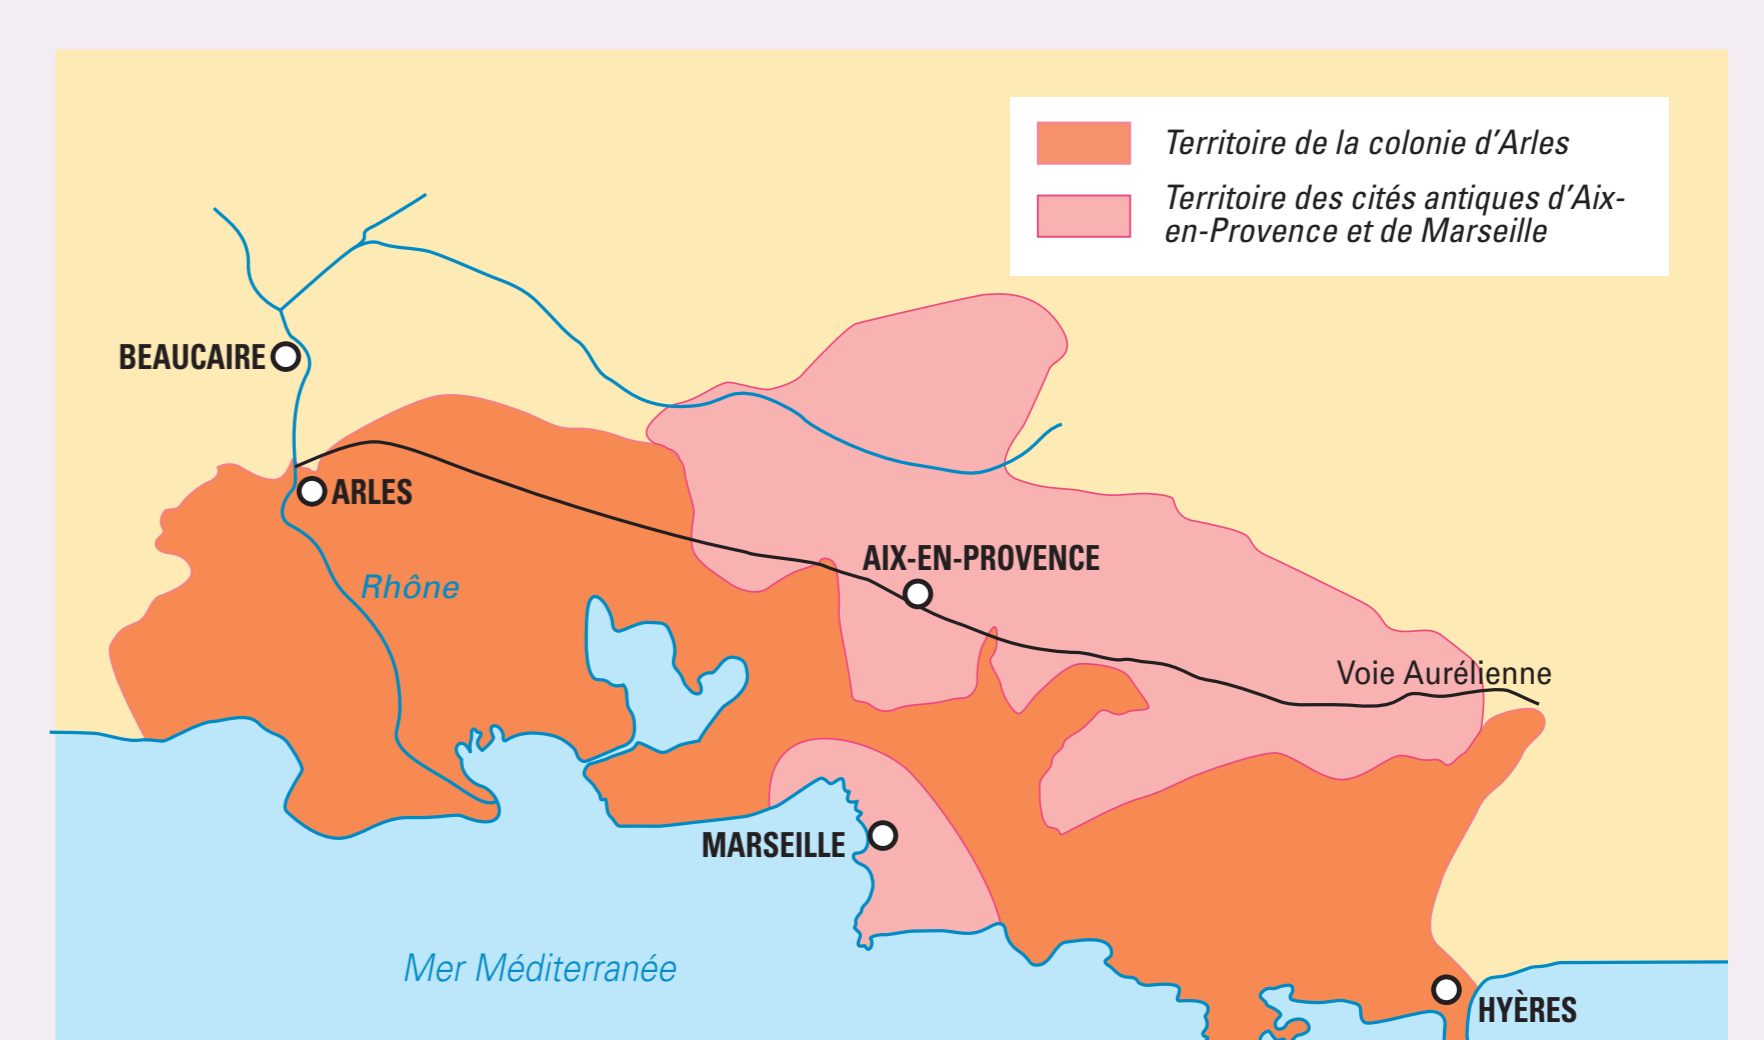 Territoire de la colonie d'Arles
Territoire des cités antiques d'Aix-
en-Provence et de Marseille
BEAUCAIRE
ARLES
AIX-EN-PROVENCE
Rhône
Voie Aurélienne
MARSEILLE
Mer Méditerranée
HYÈRES